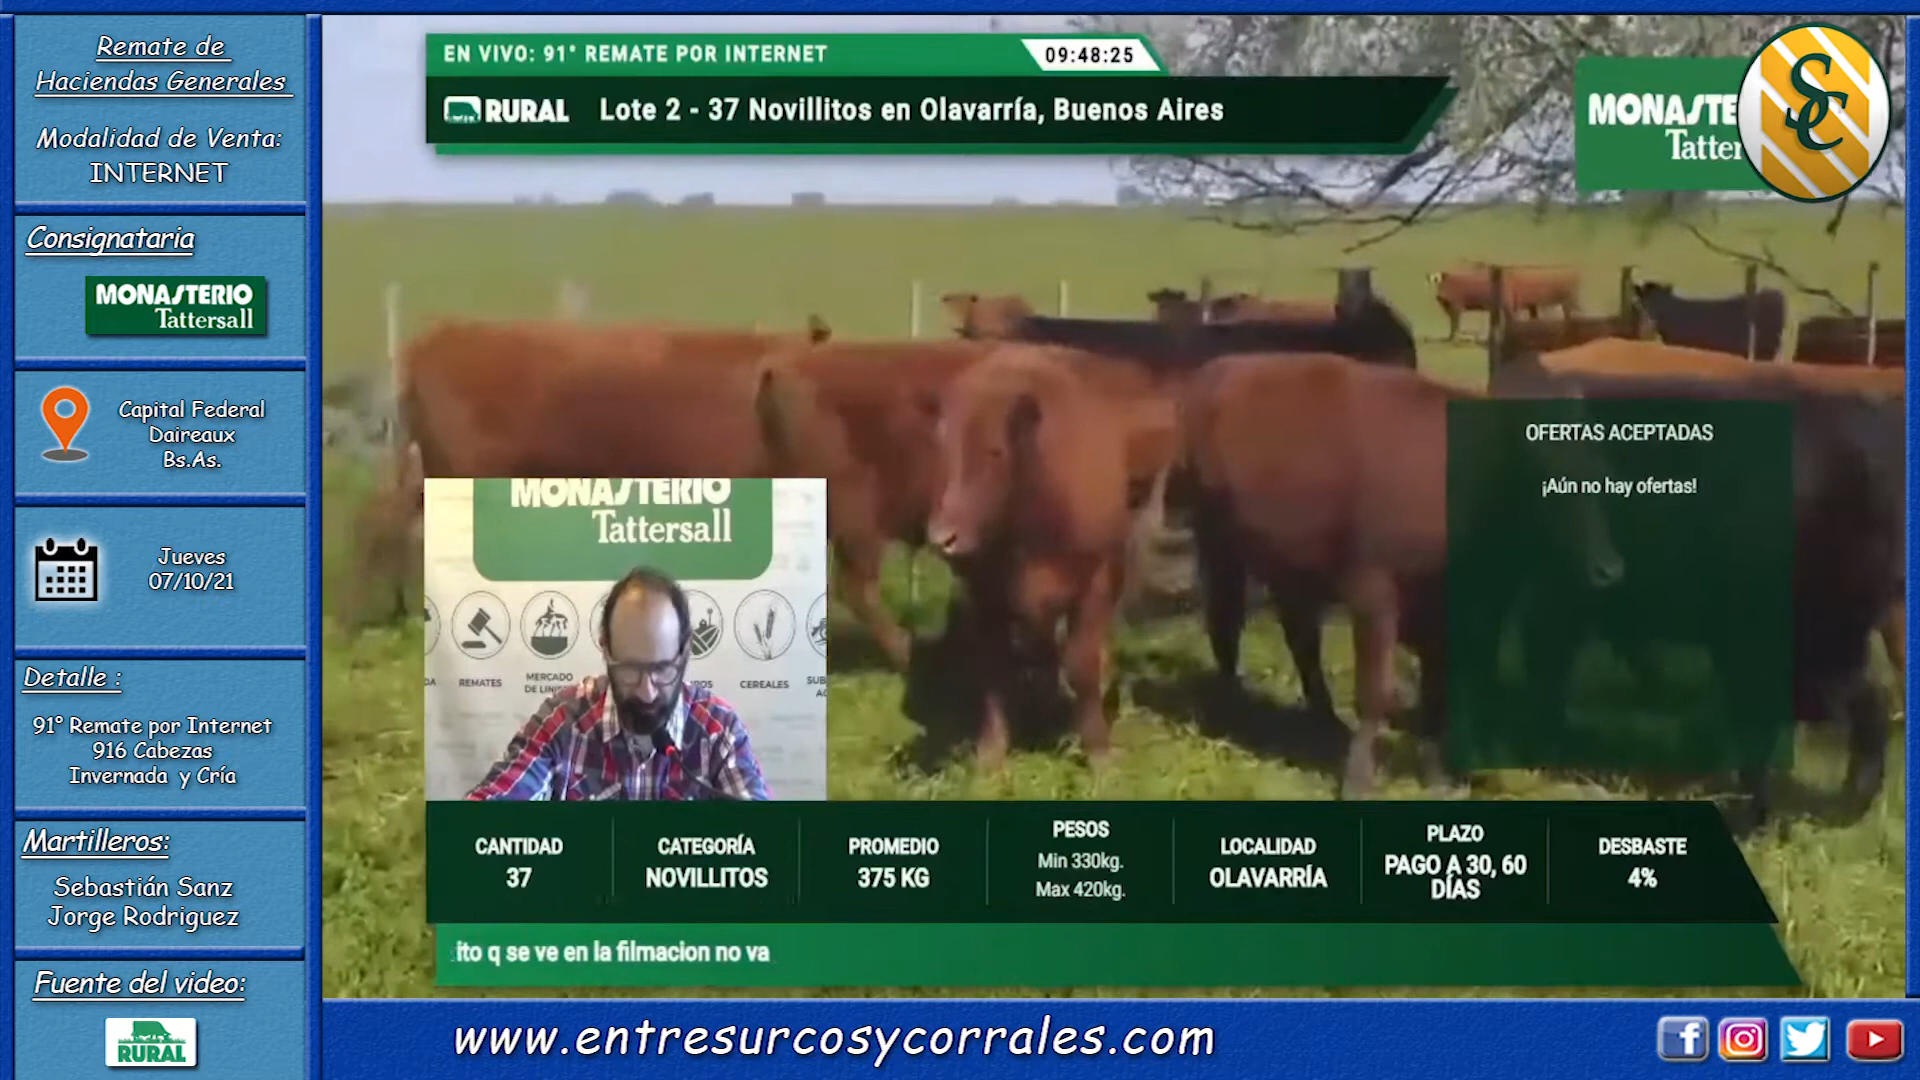 Remate de
Haciendas Generales
Modalidad de Venta:
INTERNET
Consignataria
MONASTERIO
Tattersall
Capital Federal
Daireaux
Bs.As.
Jueves
07/10/21
Detalle :
91° Remate por Internet
916 Cabezas
Invernada y Cría
Martilleros:
Sebastián Sanz
Jorge Rodriguez
Fuente del video:
RURAL
EN VIVO: 91° REMATE POR INTERNET
09:48:25
RURAL
Lote 2 - 37 Novillitos en Olavarría, Buenos Aires
SC
OFERTAS ACEPTADAS
¡Aún no hay ofertas!
MONASTERIO
Tattersall
REMATES
MERCADO
CEREALES
CANTIDAD
37
CATEGORÍA
NOVILLITOS
PROMEDIO
375 KG
PESOS
Min 330kg.
Max 420kg.
LOCALIDAD
OLAVARRÍA
PLAZO
PAGO A 30, 60
DÍAS
DESBASTE
4%
ito q se ve en la filmacion no va
www.entresurcosycorrales.com